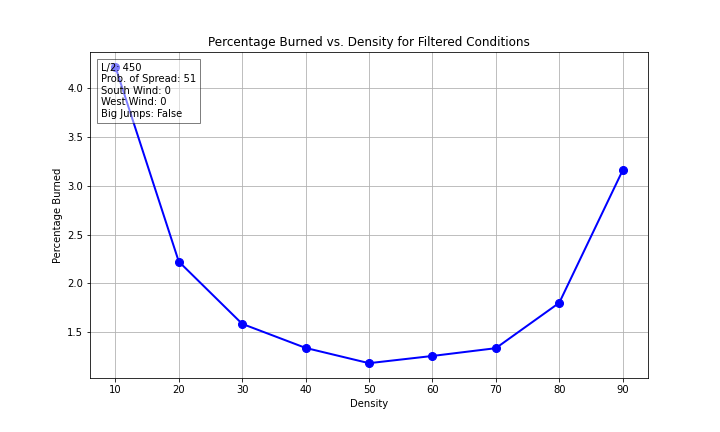 Percentage Burned vs. Density for Filtered Conditions
L/2: 450
Prob. of Spread: 51
South Wind: 0
West Wind: 0
Big Jumps: False
4.0
3.5
3.0
2.5
2.0
1.5
Percentage Burned
10 20 30 40 50 60 70 80 90
Density